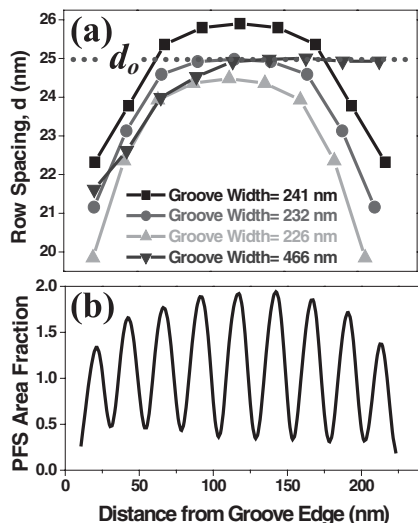 (a)
d_o
Row Spacing, d (nm)
26
25
24
23
22
21
20
Groove Width= 241 nm
Groove Width= 232 nm
Groove Width= 226 nm
Groove Width= 466 nm
(b)
PFS Area Fraction
2.0
1.5
1.0
0.5
0.0
0 50 100 150 200
Distance from Groove Edge (nm)